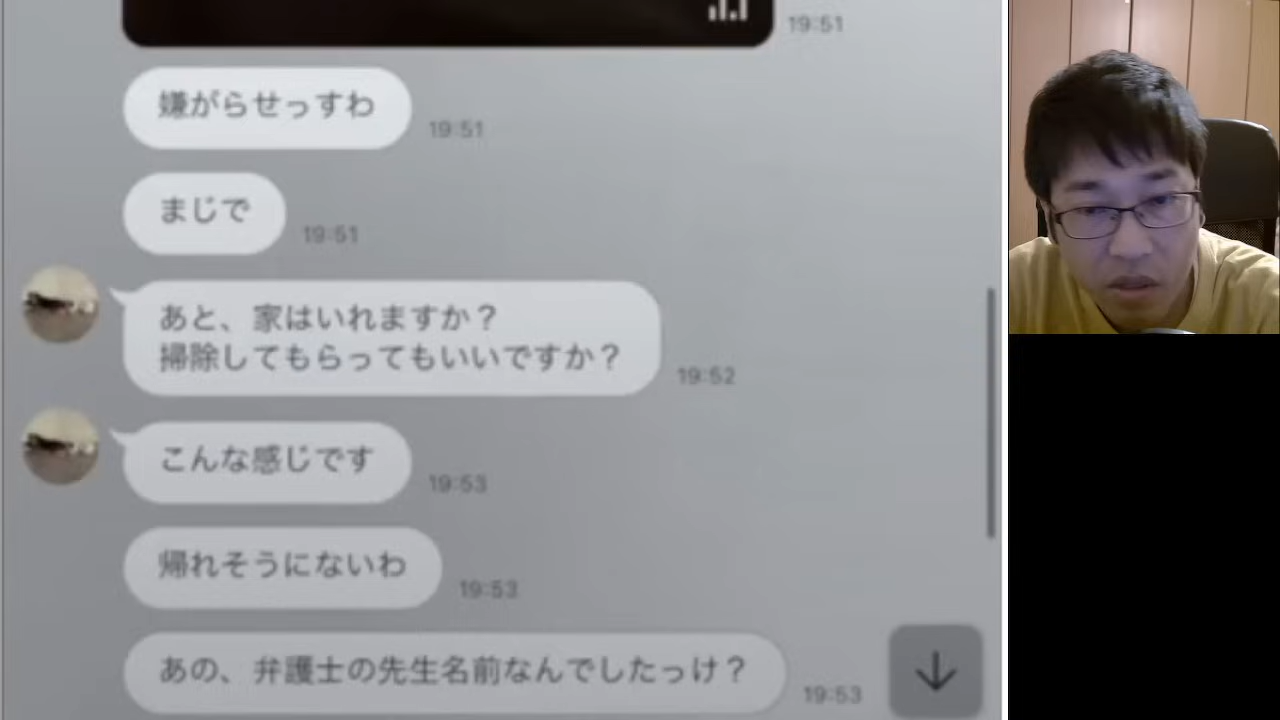 19:51
嫌がらせっすわ
19:51
まじで
19:51
あと、家はいれますか？
掃除してもらってもいいですか？
19:52
こんな感じです
19:53
帰れそうにないわ
19:53
あの、弁護士の先生名前なんでしたっけ？
19:53